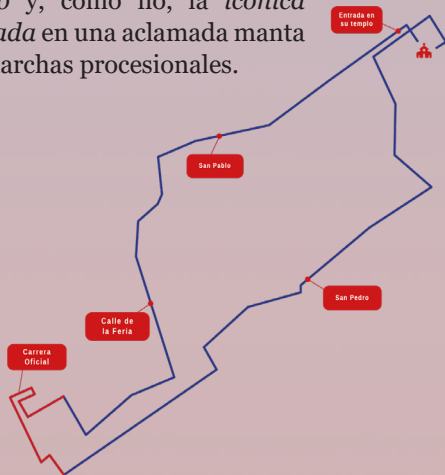 y, como no, la icónica
ada en una aclamada manta
archas procesionales.
Entrada en
su templo
San Pablo
San Pedro
Calle de
la Feria
Carrera
Oficial